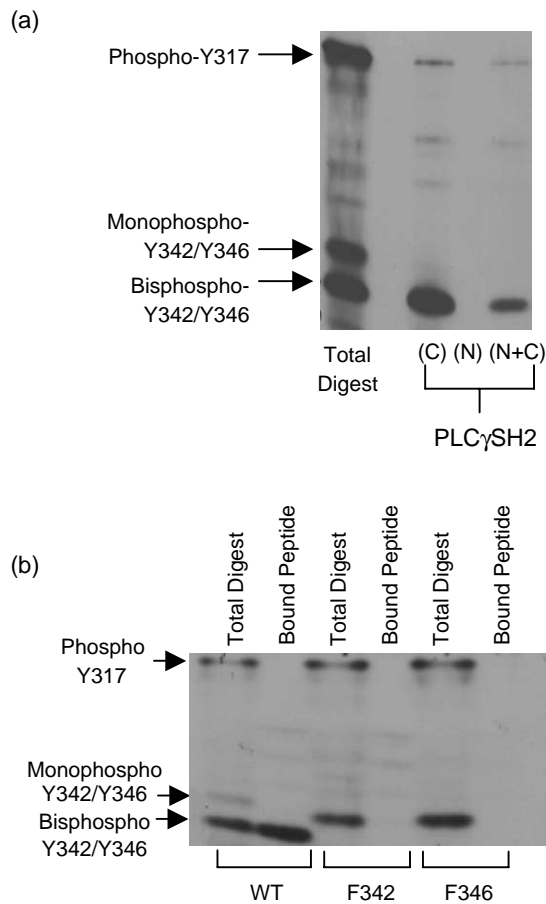 (a)
Phospho-Y317
Monophospho-
Y342/Y346
Bisphospho-
Y342/Y346
Total
Digest
(C) (N) (N+C)
PLCγSH2
(b)
Total Digest
Bound Peptide
Total Digest
Bound Peptide
Total Digest
Bound Peptide
Phospho
Y317
Monophospho
Y342/Y346
Bisphospho
Y342/Y346
WT
F342
F346